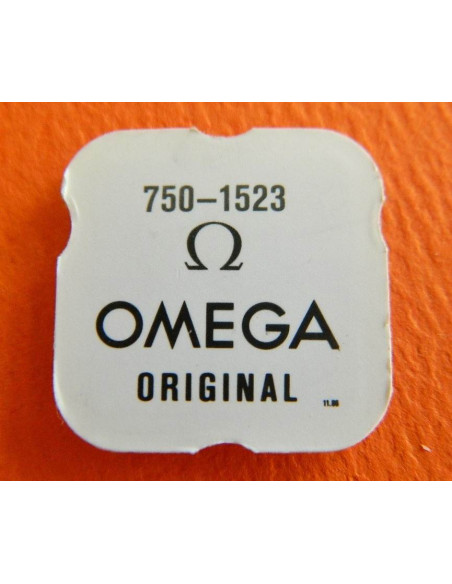 750–1523
Ω
OMEGA
ORIGINAL